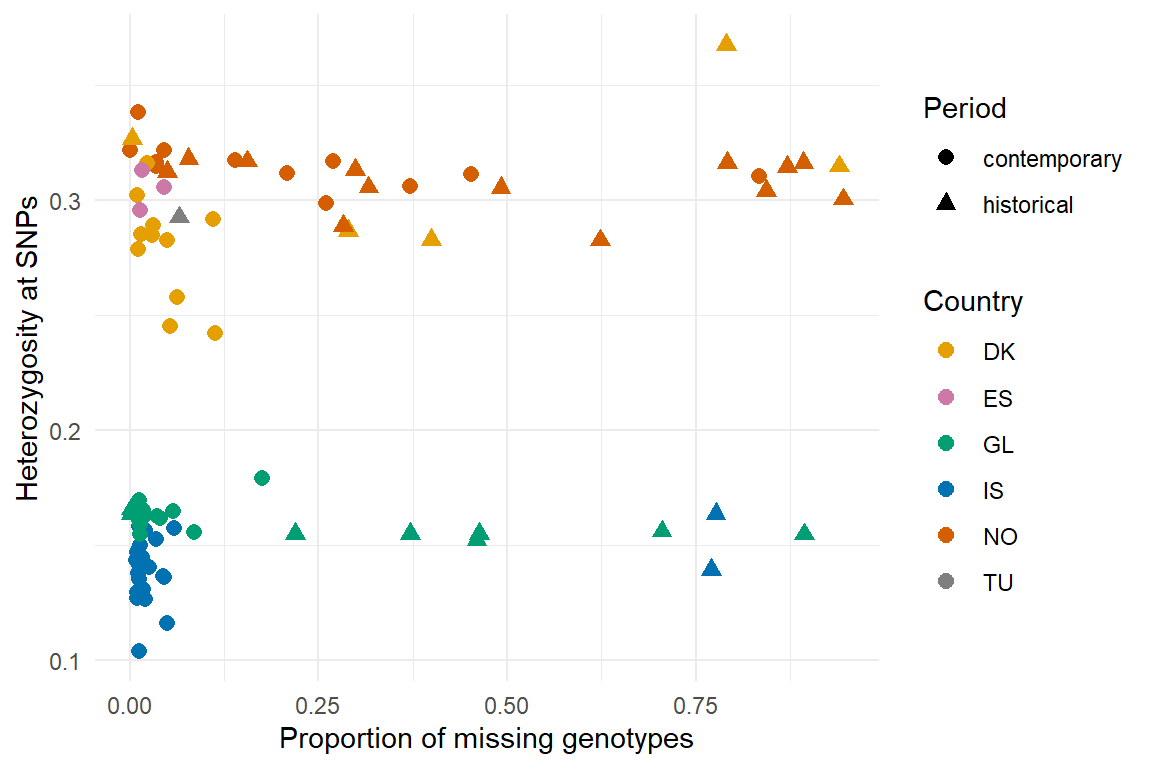 Heterozygosity at SNPs
0.3
0.2
0.1
0.00
0.25
0.50
0.75
Proportion of missing genotypes
Period
contemporary
historical
Country
DK
ES
GL
IS
NO
TU